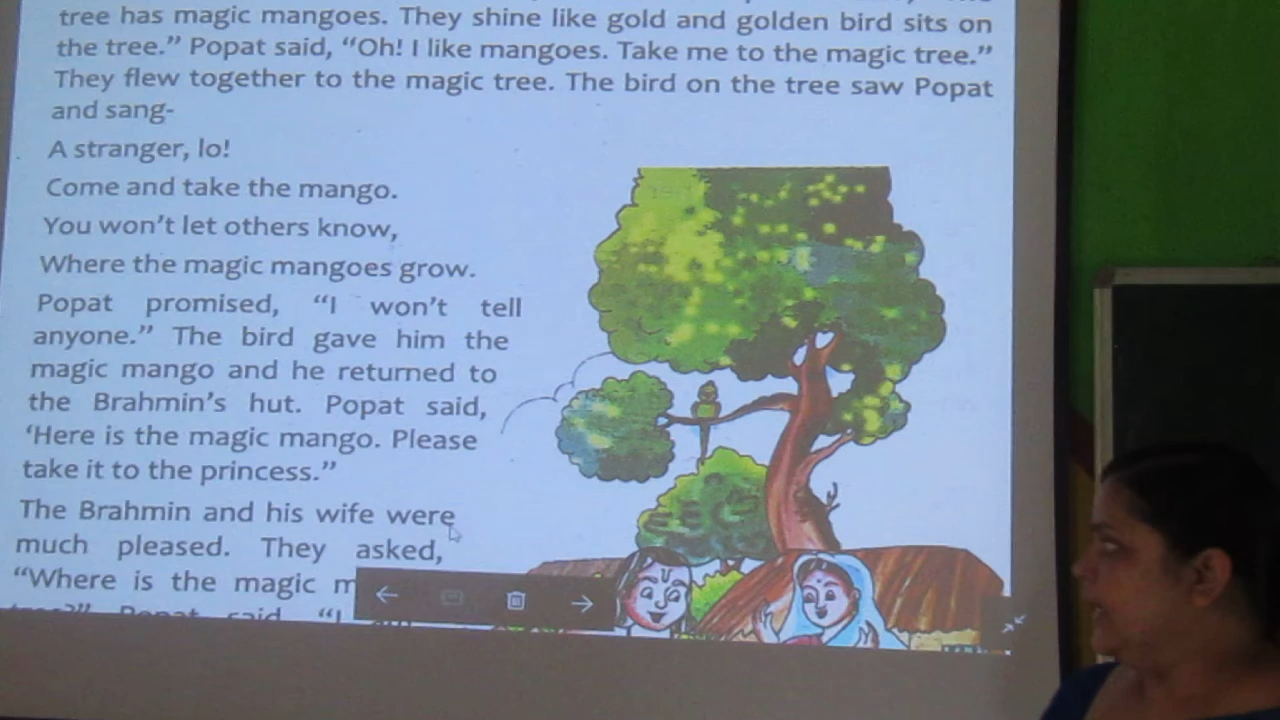 tree has magic mangoes. They shine like gold and golden bird sits on
the tree.” Popat said, “Oh! I like mangoes. Take me to the magic tree.”
They flew together to the magic tree. The bird on the tree saw Popat
and sang-
A stranger, lo!
Come and take the mango.
You won’t let others know,
Where the magic mangoes grow.
Popat promised, “I won’t tell
anyone.” The bird gave him the
magic mango and he returned to
the Brahmin’s hut. Popat said,
‘Here is the magic mango. Please
take it to the princess.”
The Brahmin and his wife were
much pleased. They asked,
“Where is the magic m
Popat said, “I